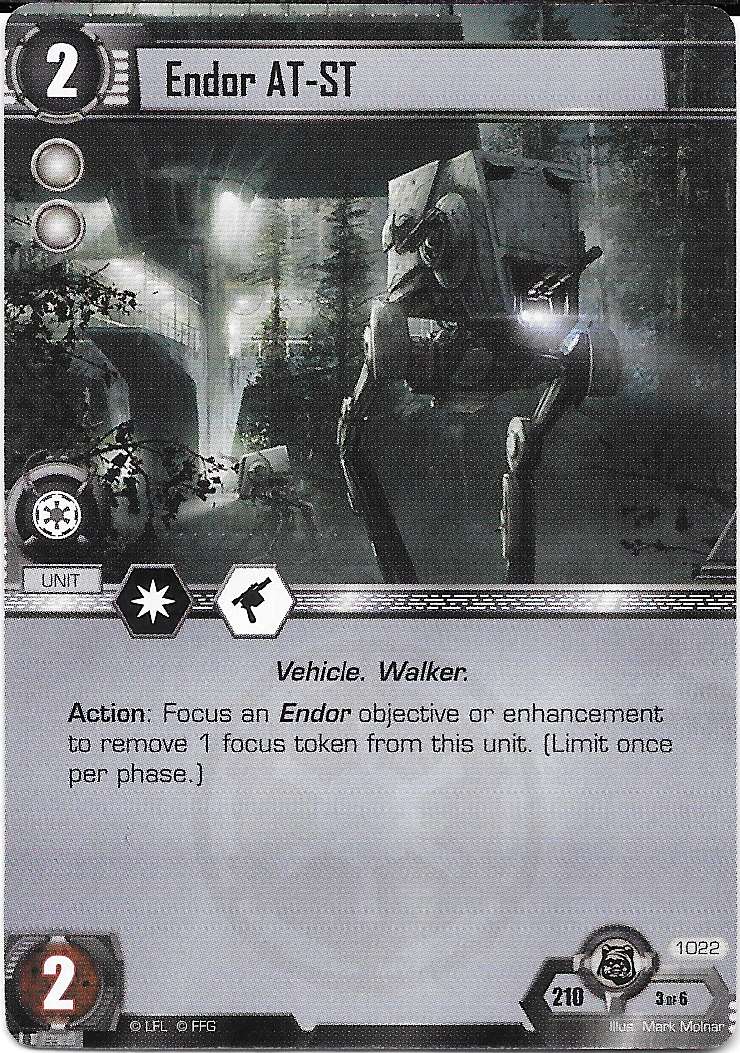 2
Endor AT-ST
UNIT
Vehicle. Walker.
Action: Focus an Endor objective or enhancement
to remove 1 focus token from this unit. (Limit once
per phase.)
2
1022
210
3 OF 6
© LFL © FFG
Illus. Mark Molnar